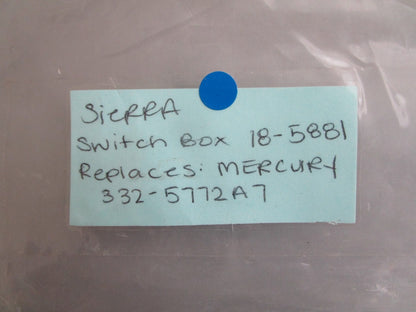 SieRRA
Switch Box 18-5881
Replaces: MERCURY
332-5772A7